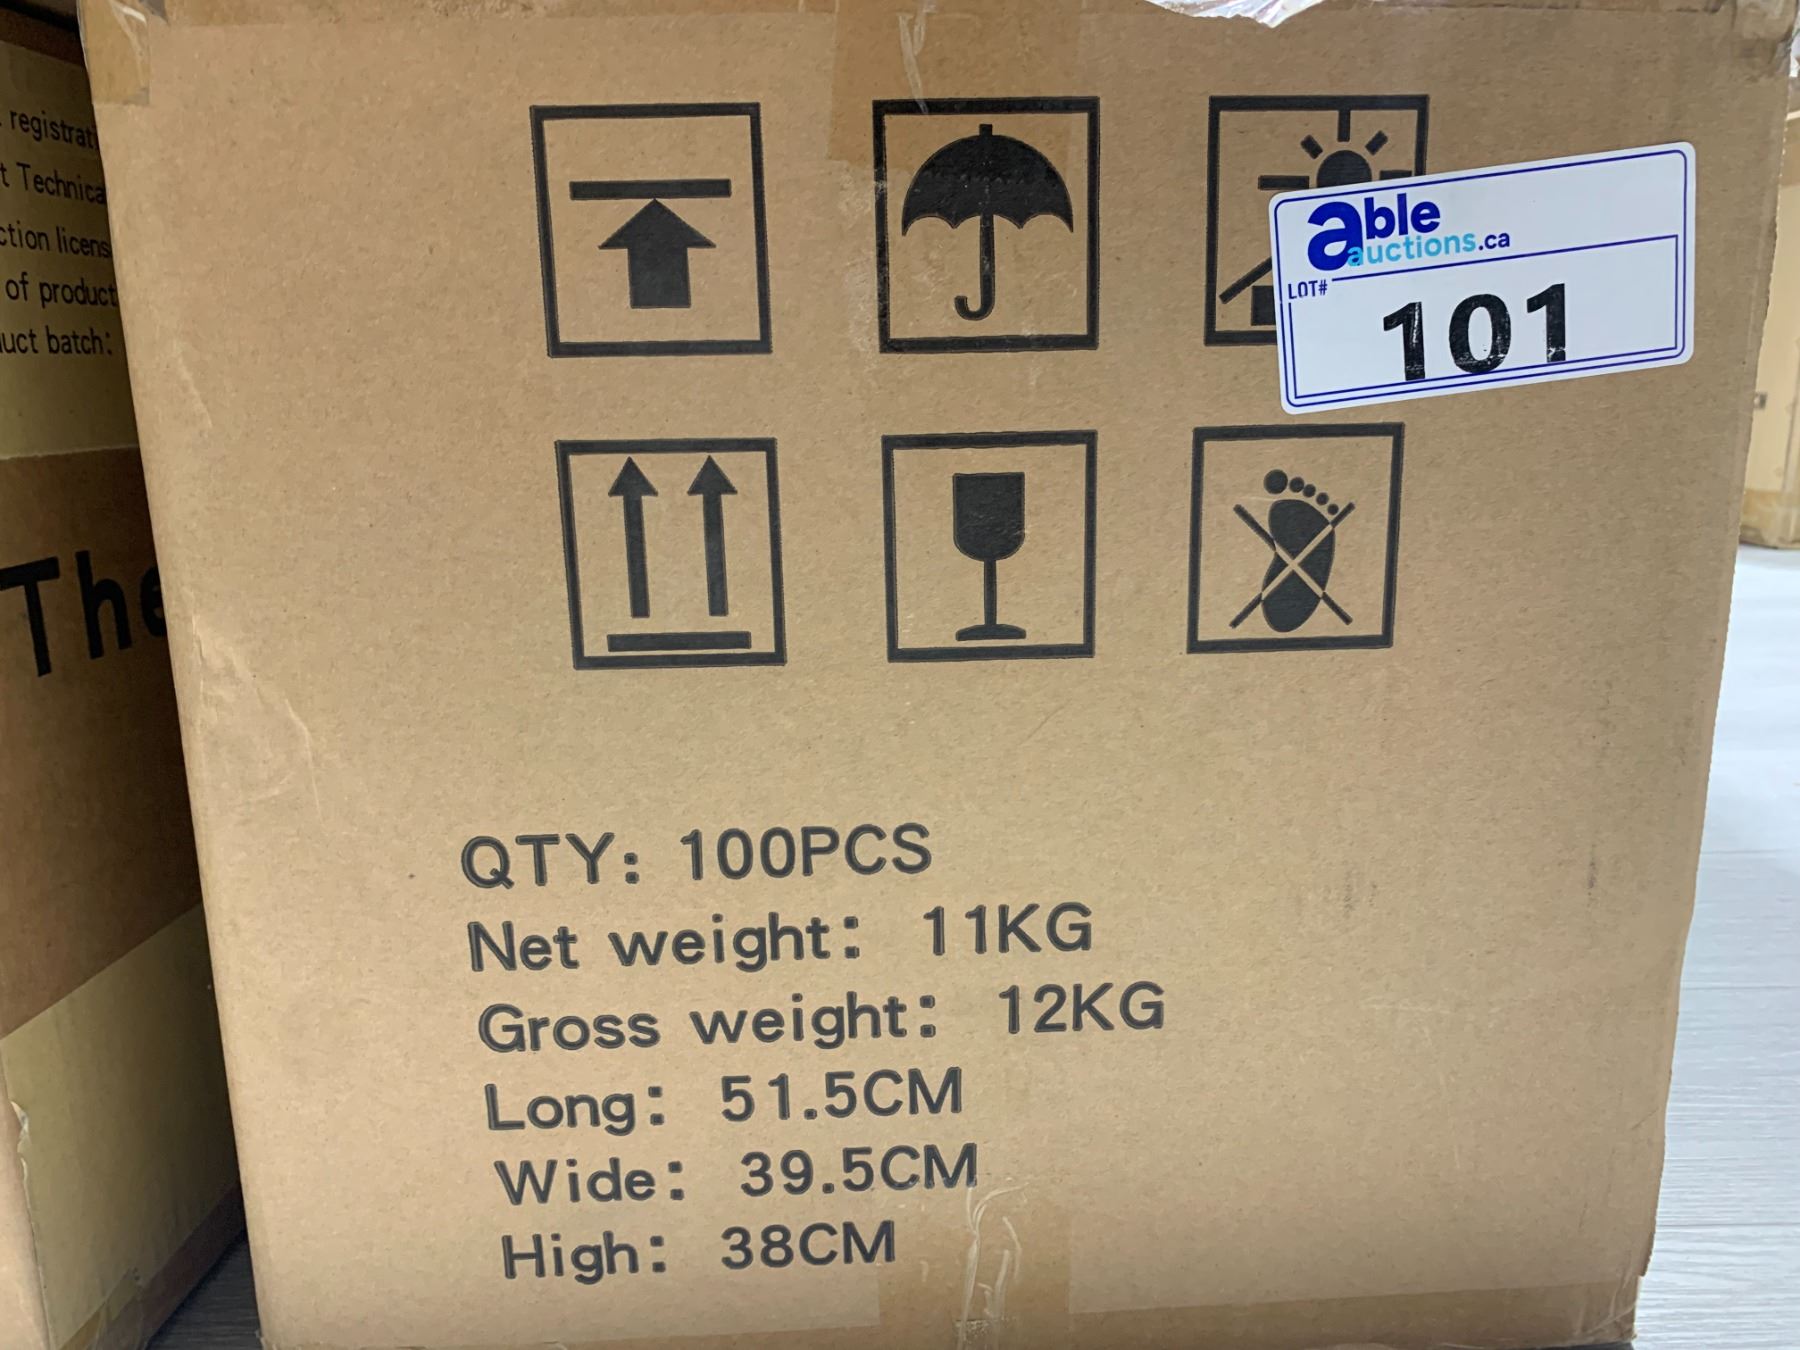 registrat
t Technica
ction licens
of product
uct batch:
The
able
auctions.ca
LOT#
101
QTY: 100PCS
Net weight: 11KG
Gross weight: 12KG
Long: 51.5CM
Wide: 39.5CM
High: 38CM